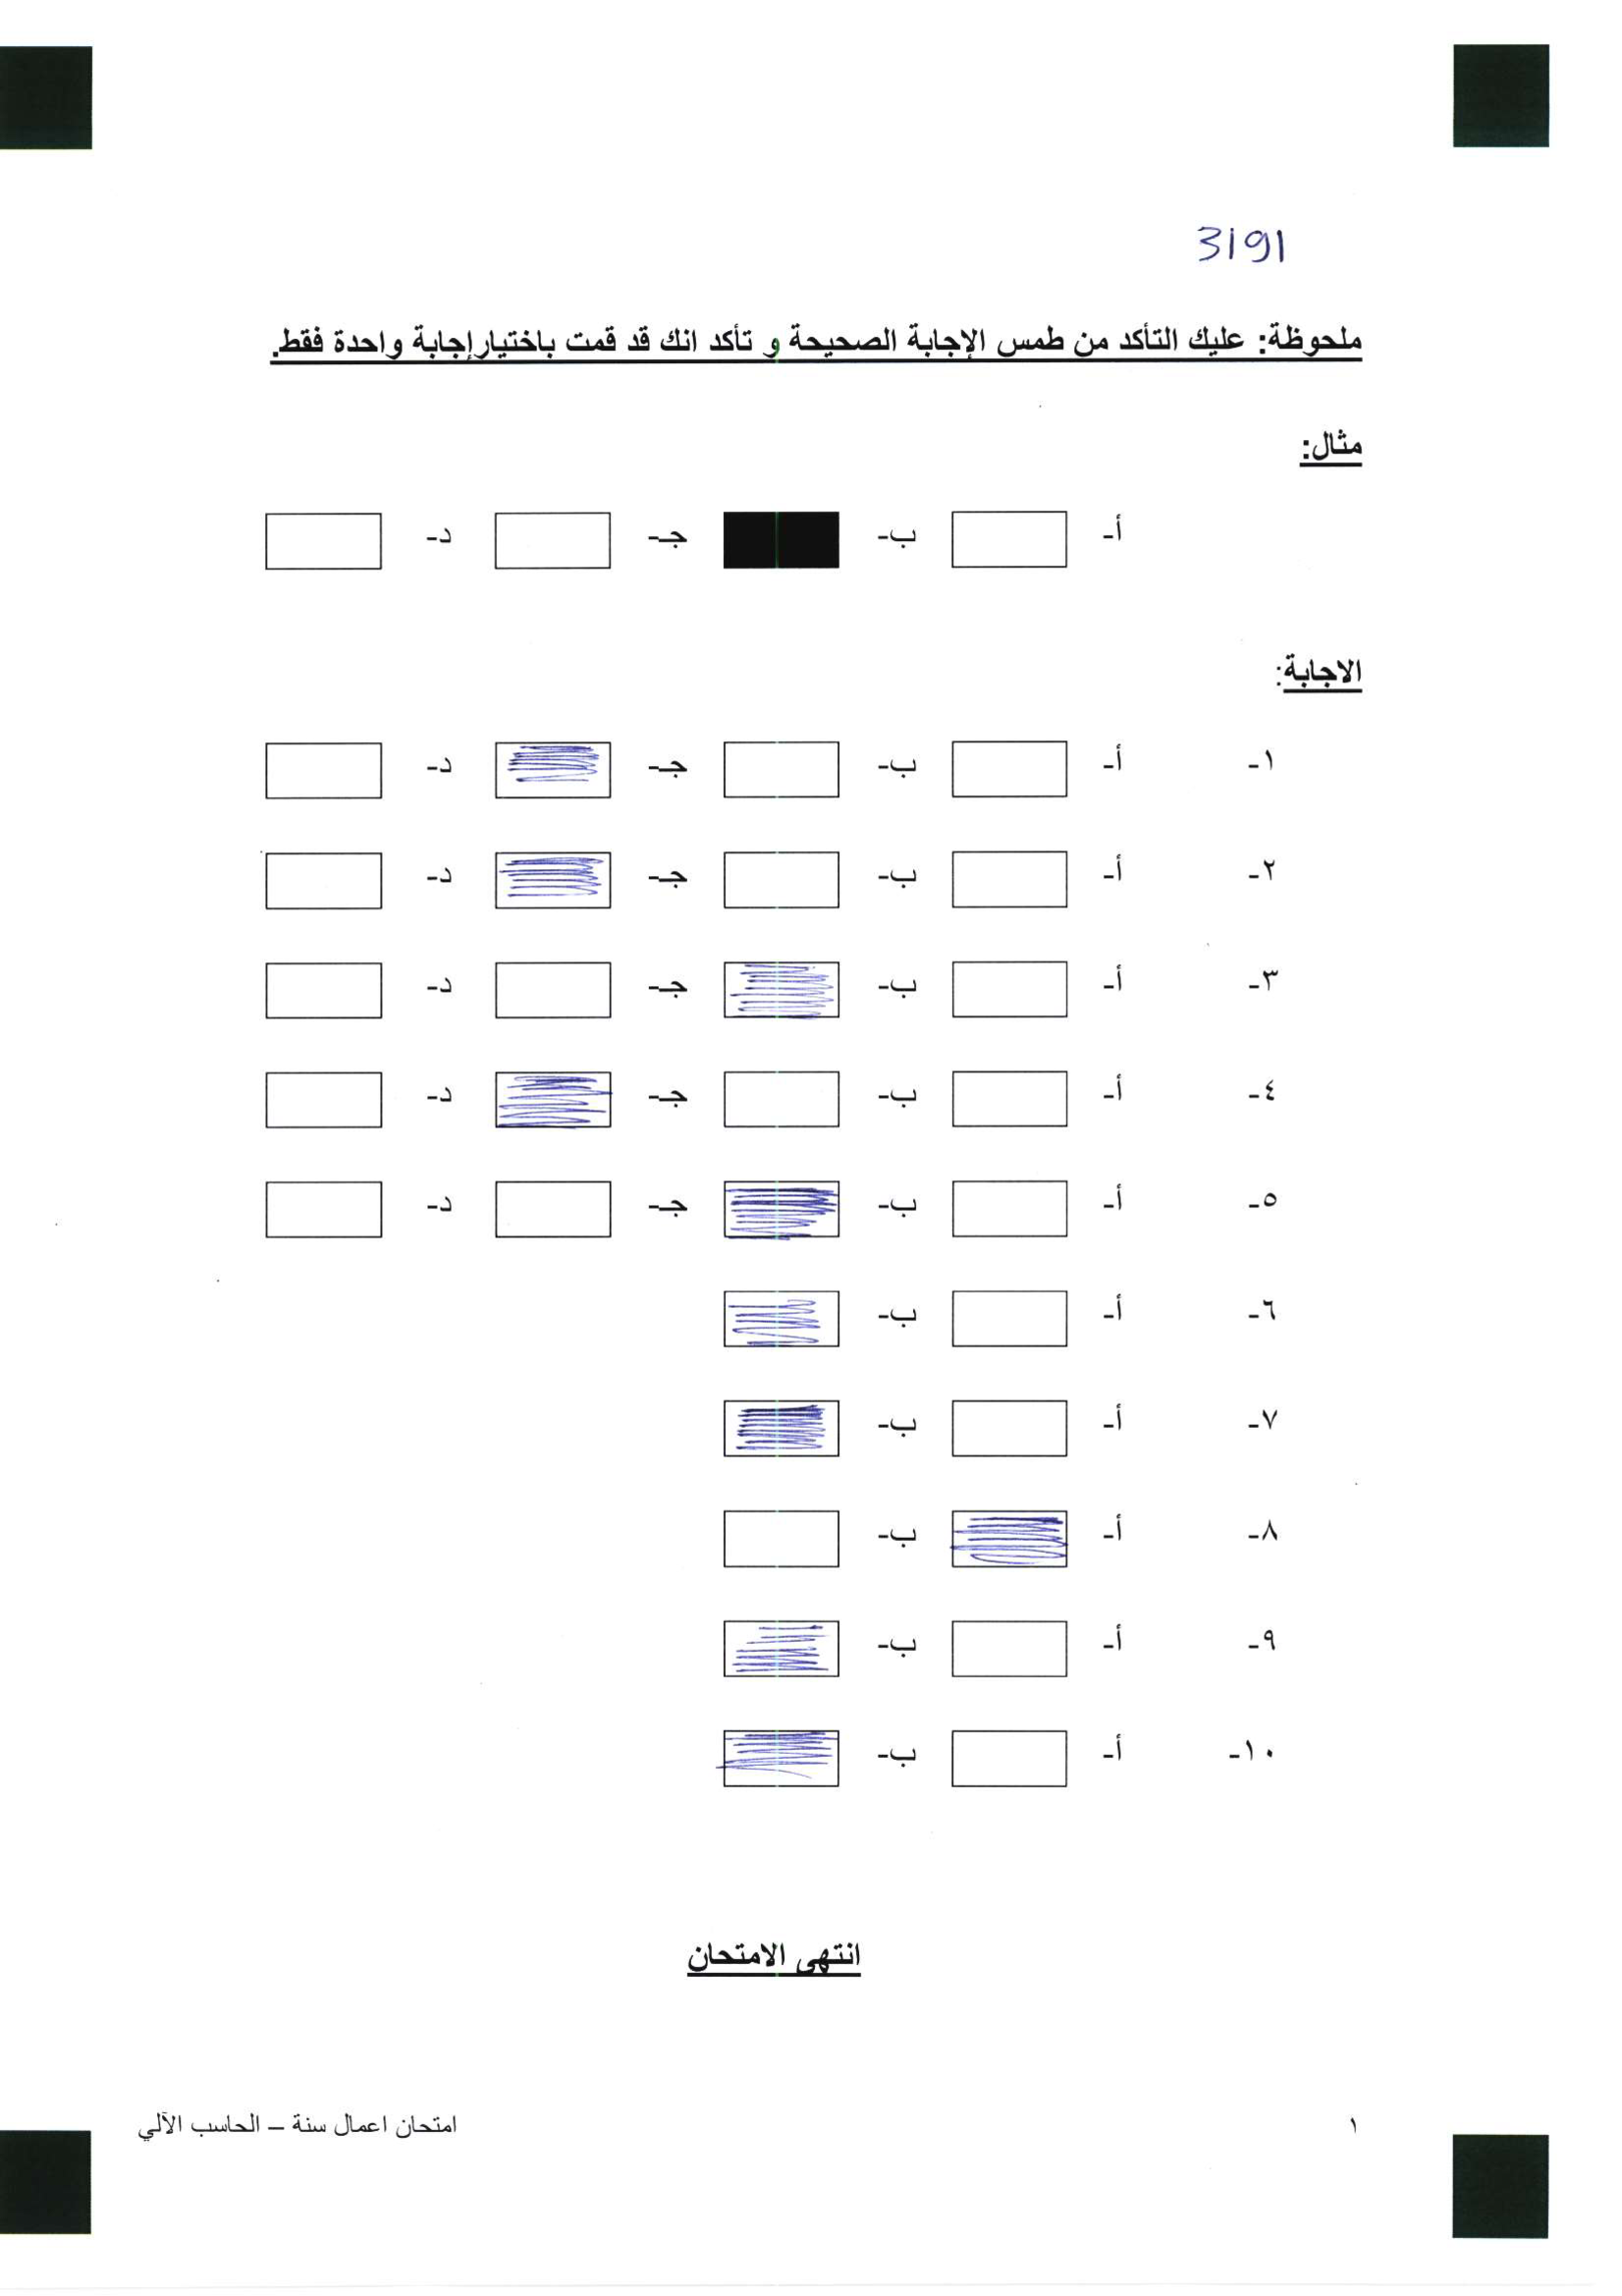 3191
ملحوظة: عليك التأكد من طمس الإجابة الصحيحة و تأكد انك قد قمت باختيارإجابة واحدة فقط.
مثال:
أ- ب- جـ- د-
الاجابة:
١- أ- ب- جـ- د-
٢- أ- ب- جـ- د-
٣- أ- ب- جـ- د-
٤- أ- ب- جـ- د-
٥- أ- ب- جـ- د-
٦- أ- ب-
٧- أ- ب-
٨- أ- ب-
٩- أ- ب-
١٠- أ- ب-
انتهى الامتحان
١ امتحان اعمال سنة – الحاسب الآلي